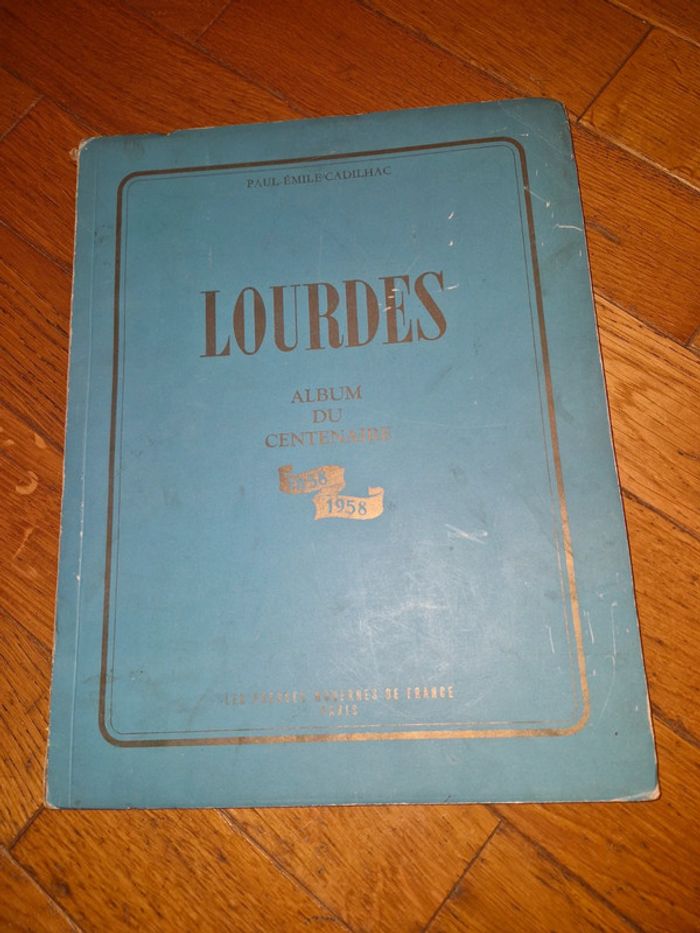 PAUL-ÉMILE CADILHAC
LOURDES
ALBUM
DU
CENTENAIRE
1958
LES PRESSES MODERNES DE FRANCE
PARIS